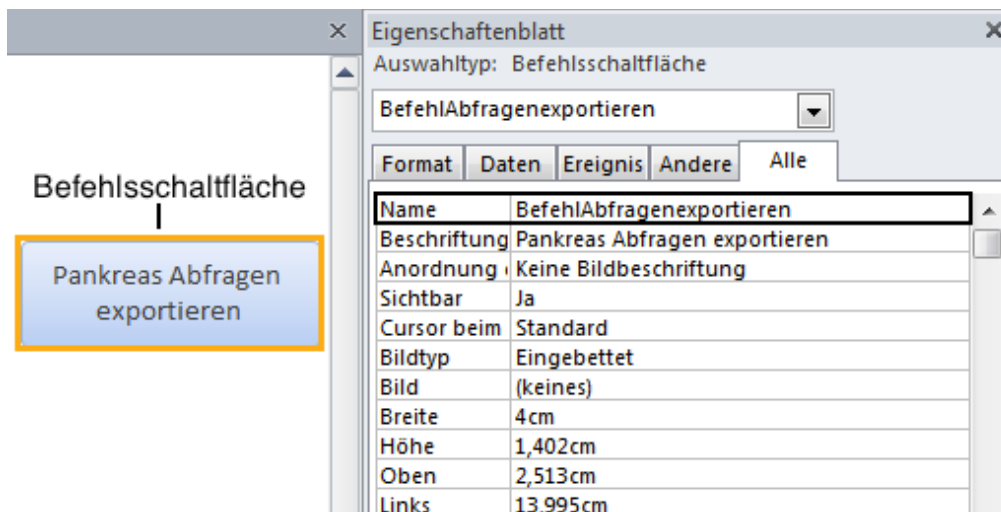 Eigenschaftenblatt
Auswahltyp: Befehlsschaltfläche
BefehlAbfragenexportieren
Format Daten Ereignis Andere Alle
Befehlsschaltfläche
Pankreas Abfragen
exportieren
Name BefehlAbfragenexportieren
Beschriftung Pankreas Abfragen exportieren
Anordnung Keine Bildbeschriftung
Sichtbar Ja
Cursor beim Standard
Bildtyp Eingebettet
Bild (keines)
Breite 4cm
Höhe 1,402cm
Oben 2,513cm
Links 13,995cm